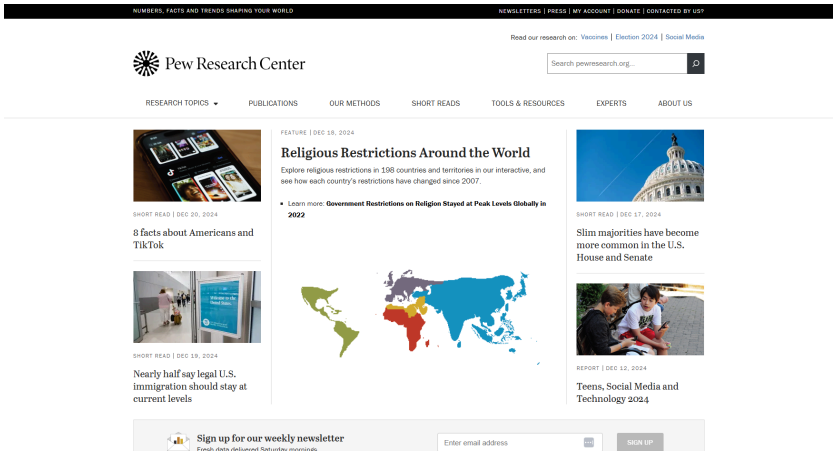 NUMBERS, FACTS AND TRENDS SHAPING YOUR WORLD
NEWSLETTERS | PRESS | MY ACCOUNT | DONATE | CONTACTED BY US?
Read our research on: Vaccines | Election 2024 | Social Media
Pew Research Center
Search pewresearch.org...
RESEARCH TOPICS
PUBLICATIONS
OUR METHODS
SHORT READS
TOOLS & RESOURCES
EXPERTS
ABOUT US
SHORT READ | DEC 20, 2024
8 facts about Americans and
TikTok
Welcome to the
United States
SHORT READ | DEC 19, 2024
Nearly half say legal U.S.
immigration should stay at
current levels
FEATURE | DEC 18, 2024
Religious Restrictions Around the World
Explore religious restrictions in 198 countries and territories in our interactive, and
see how each country's restrictions have changed since 2007.
Learn more: Government Restrictions on Religion Stayed at Peak Levels Globally in
2022
SHORT READ | DEC 17, 2024
Slim majorities have become
more common in the U.S.
House and Senate
REPORT | DEC 12, 2024
Teens, Social Media and
Technology 2024
Sign up for our weekly newsletter
Fresh data delivered Saturday mornings
Enter email address
SIGN UP